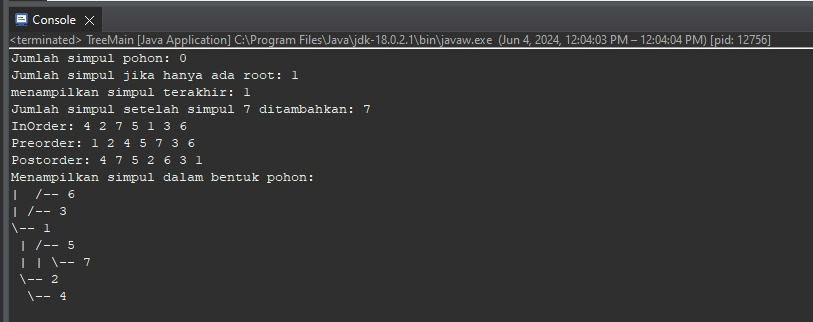 Console
<terminated> TreeMain [Java Application] C:\Program Files\Java\jdk-18.0.2.1\bin\javaw.exe (Jun 4, 2024, 12:04:03 PM – 12:04:04 PM) [pid: 12756]
Jumlah simpul pohon: 0
Jumlah simpul jika hanya ada root: 1
menampilkan simpul terakhir: 1
Jumlah simpul setelah simpul 7 ditambahkan: 7
InOrder: 4 2 7 5 1 3 6
Preorder: 1 2 4 5 7 3 6
Postorder: 4 7 5 2 6 3 1
Menampilkan simpul dalam bentuk pohon:
|  /-- 6
| /-- 3
\-- 1
 | /-- 5
 | | \-- 7
 \-- 2
  \-- 4